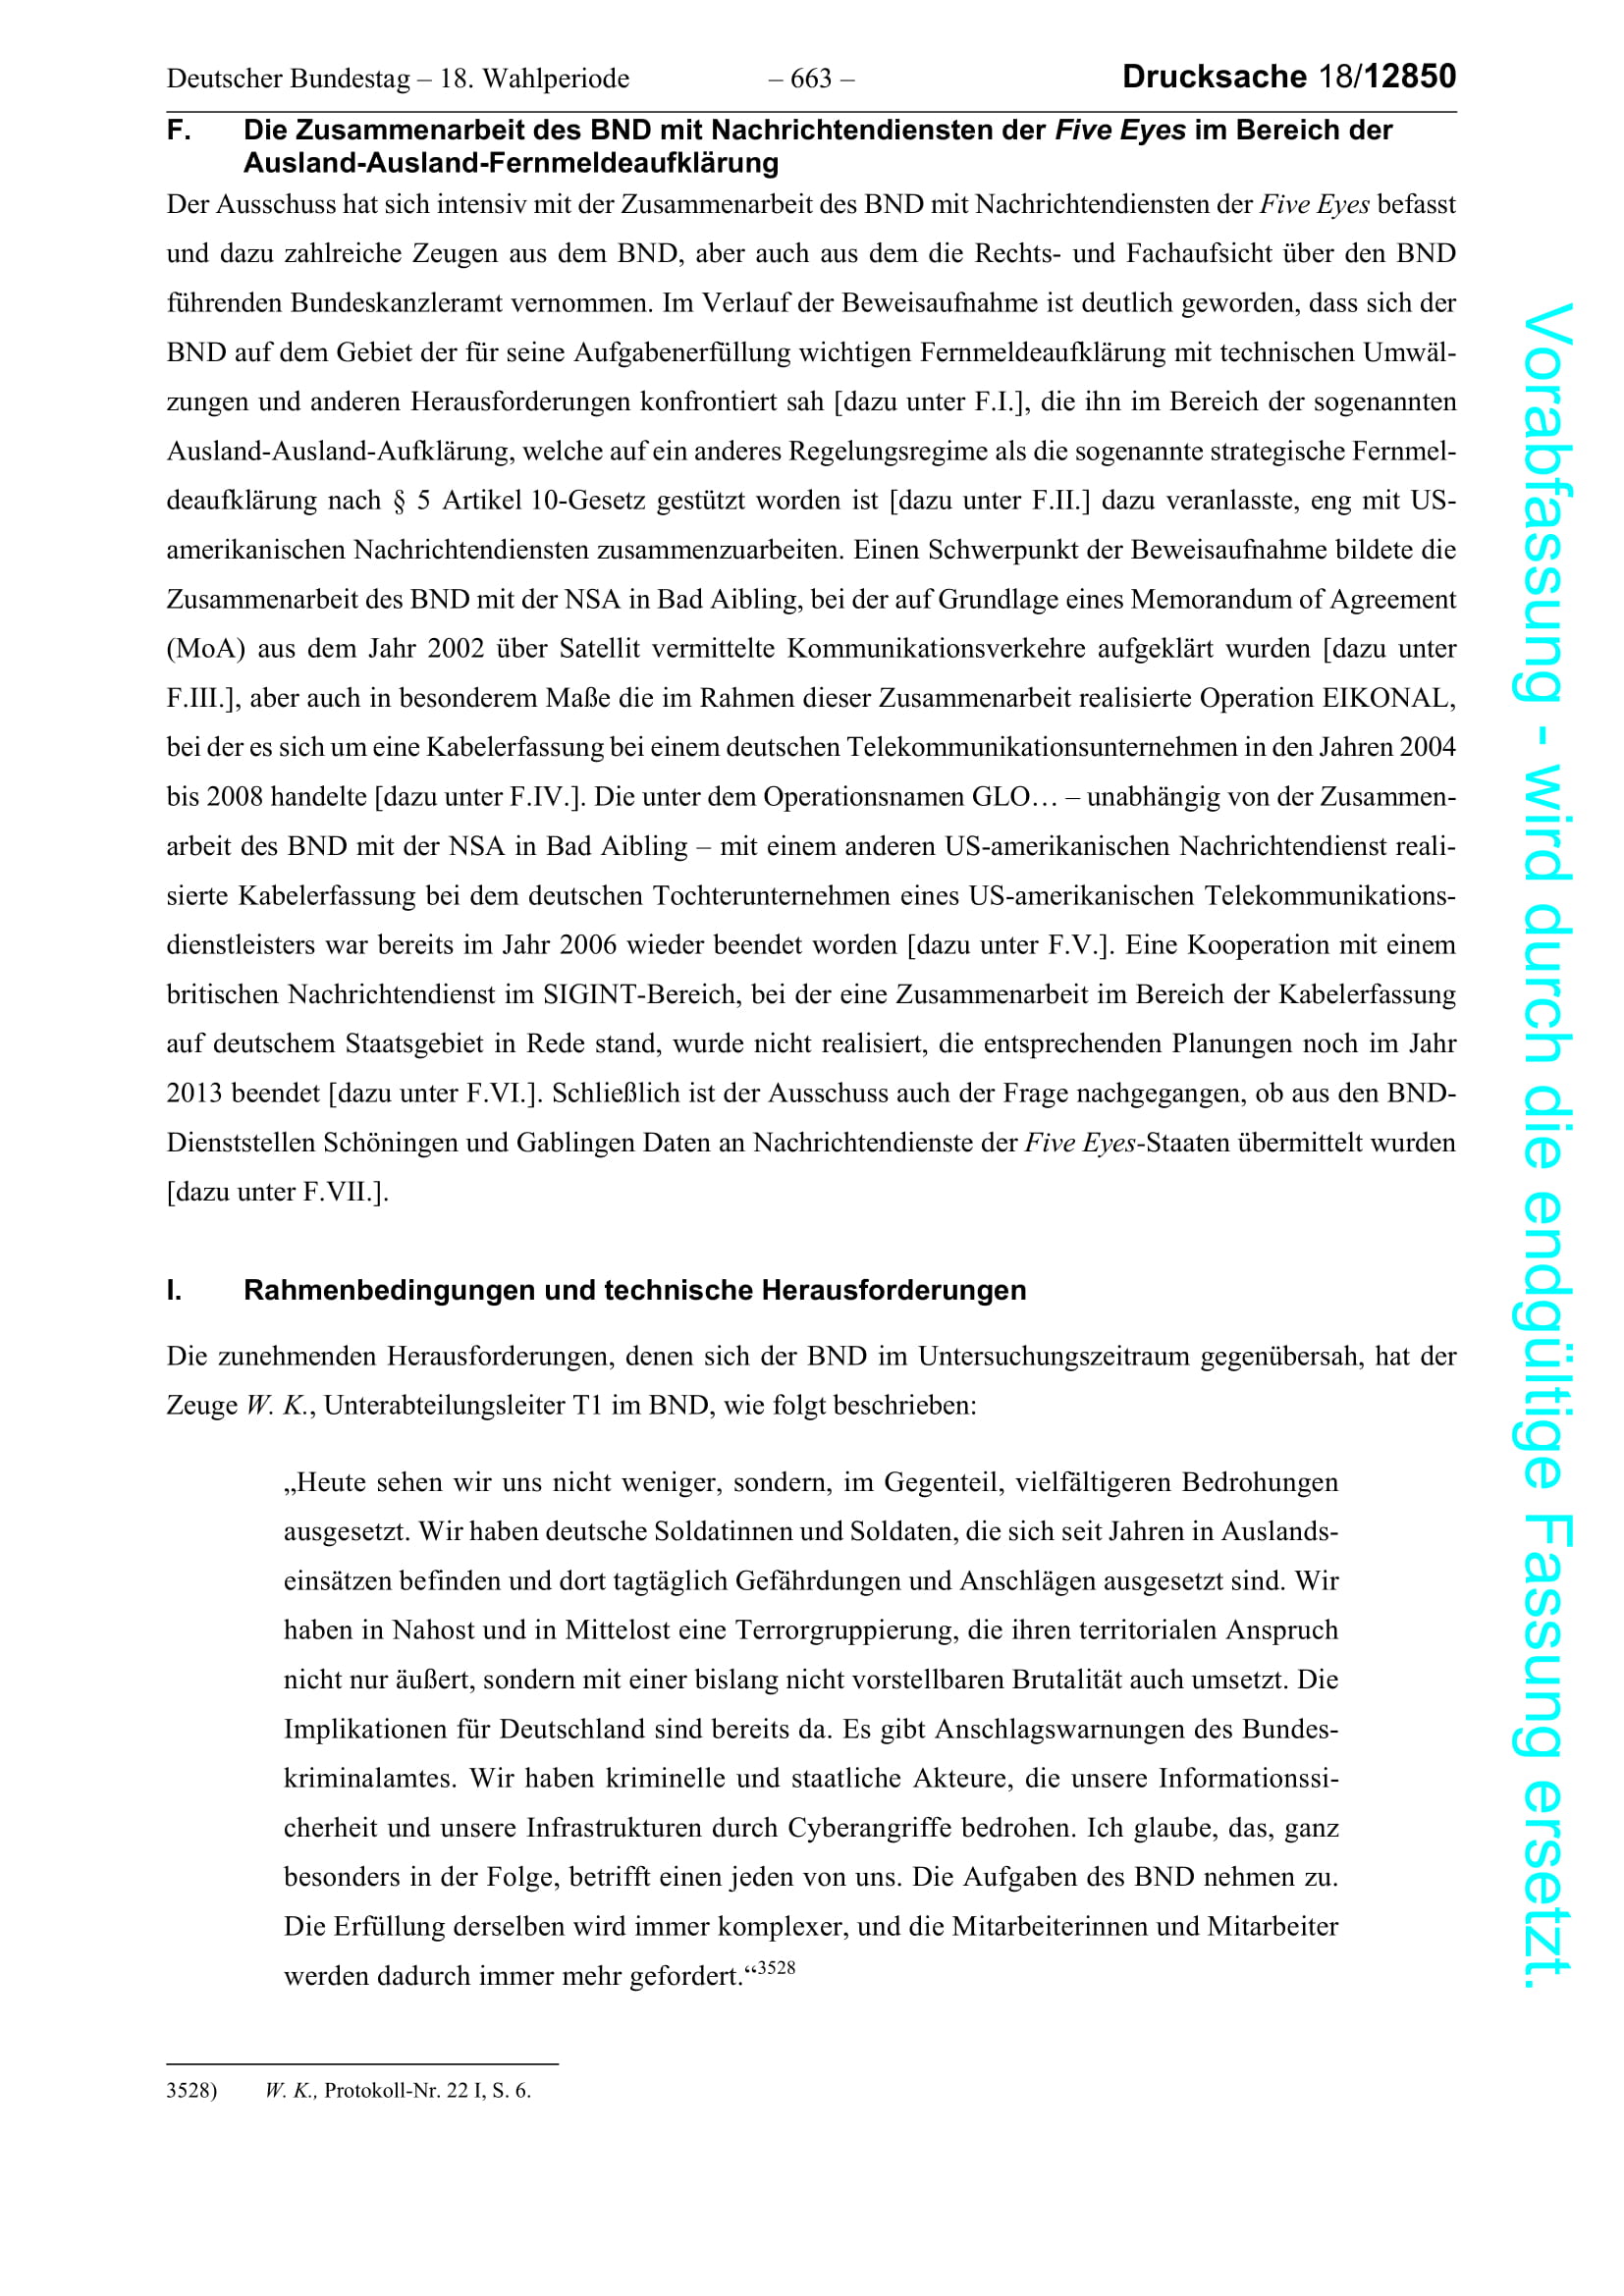 Deutscher Bundestag – 18. Wahlperiode – 663 – Drucksache 18/12850
F. Die Zusammenarbeit des BND mit Nachrichtendiensten der Five Eyes im Bereich der
Ausland-Ausland-Fernmeldeaufklärung
Der Ausschuss hat sich intensiv mit der Zusammenarbeit des BND mit Nachrichtendiensten der Five Eyes befasst
und dazu zahlreiche Zeugen aus dem BND, aber auch aus dem die Rechts- und Fachaufsicht über den BND
führenden Bundeskanzleramt vernommen. Im Verlauf der Beweisaufnahme ist deutlich geworden, dass sich der
BND auf dem Gebiet der für seine Aufgabenerfüllung wichtigen Fernmeldeaufklärung mit technischen Umwäl-
zungen und anderen Herausforderungen konfrontiert sah [dazu unter F.I.], die ihn im Bereich der sogenannten
Ausland-Ausland-Aufklärung, welche auf ein anderes Regelungsregime als die sogenannte strategische Fernmel-
deaufklärung nach § 5 Artikel 10-Gesetz gestützt worden ist [dazu unter F.II.] dazu veranlasste, eng mit US-
amerikanischen Nachrichtendiensten zusammenzuarbeiten. Einen Schwerpunkt der Beweisaufnahme bildete die
Zusammenarbeit des BND mit der NSA in Bad Aibling, bei der auf Grundlage eines Memorandum of Agreement
(MoA) aus dem Jahr 2002 über Satellit vermittelte Kommunikationsverkehre aufgeklärt wurden [dazu unter
F.III.], aber auch in besonderem Maße die im Rahmen dieser Zusammenarbeit realisierte Operation EIKONAL,
bei der es sich um eine Kabelerfassung bei einem deutschen Telekommunikationsunternehmen in den Jahren 2004
bis 2008 handelte [dazu unter F.IV.]. Die unter dem Operationsnamen GLO… – unabhängig von der Zusammen-
arbeit des BND mit der NSA in Bad Aibling – mit einem anderen US-amerikanischen Nachrichtendienst reali-
sierte Kabelerfassung bei dem deutschen Tochterunternehmen eines US-amerikanischen Telekommunikations-
dienstleisters war bereits im Jahr 2006 wieder beendet worden [dazu unter F.V.]. Eine Kooperation mit einem
britischen Nachrichtendienst im SIGINT-Bereich, bei der eine Zusammenarbeit im Bereich der Kabelerfassung
auf deutschem Staatsgebiet in Rede stand, wurde nicht realisiert, die entsprechenden Planungen noch im Jahr
2013 beendet [dazu unter F.VI.]. Schließlich ist der Ausschuss auch der Frage nachgegangen, ob aus den BND-
Dienststellen Schöningen und Gablingen Daten an Nachrichtendienste der Five Eyes-Staaten übermittelt wurden
[dazu unter F.VII.].
I. Rahmenbedingungen und technische Herausforderungen
Die zunehmenden Herausforderungen, denen sich der BND im Untersuchungszeitraum gegenübersah, hat der
Zeuge W. K., Unterabteilungsleiter T1 im BND, wie folgt beschrieben:
„Heute sehen wir uns nicht weniger, sondern, im Gegenteil, vielfältigeren Bedrohungen
ausgesetzt. Wir haben deutsche Soldatinnen und Soldaten, die sich seit Jahren in Auslands-
einsätzen befinden und dort tagtäglich Gefährdungen und Anschlägen ausgesetzt sind. Wir
haben in Nahost und in Mittelost eine Terrorgruppierung, die ihren territorialen Anspruch
nicht nur äußert, sondern mit einer bislang nicht vorstellbaren Brutalität auch umsetzt. Die
Implikationen für Deutschland sind bereits da. Es gibt Anschlagswarnungen des Bundes-
kriminalamtes. Wir haben kriminelle und staatliche Akteure, die unsere Informationssi-
cherheit und unsere Infrastrukturen durch Cyberangriffe bedrohen. Ich glaube, das, ganz
besonders in der Folge, betrifft einen jeden von uns. Die Aufgaben des BND nehmen zu.
Die Erfüllung derselben wird immer komplexer, und die Mitarbeiterinnen und Mitarbeiter
werden dadurch immer mehr gefordert.“3528
3528) W. K., Protokoll-Nr. 22 I, S. 6.
Vorabfassung - wird durch die endgültige Fassung ersetzt.